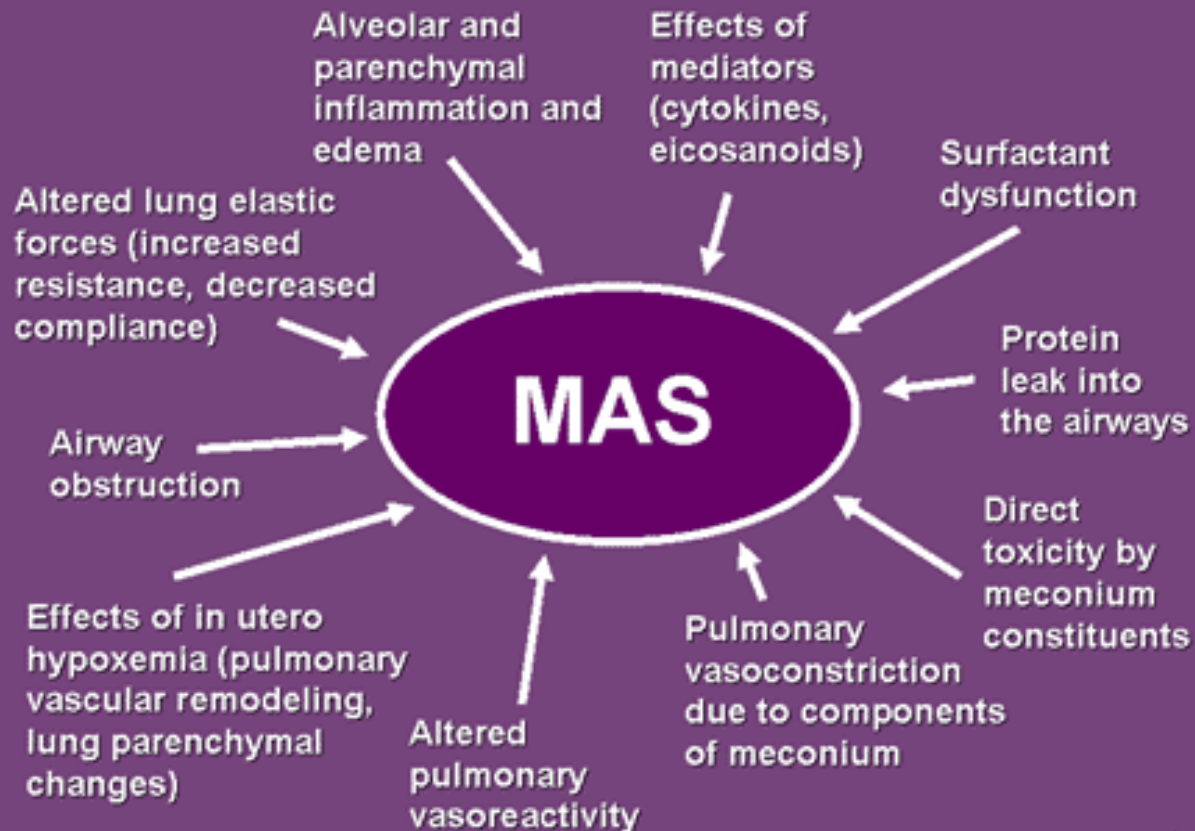 Alveolar and
parenchymal
inflammation and
edema
Effects of
mediators
(cytokines,
eicosanoids)
Surfactant
dysfunction
Altered lung elastic
forces (increased
resistance, decreased
compliance)
MAS
Protein
leak into
the airways
Airway
obstruction
Direct
toxicity by
meconium
constituents
Effects of in utero
hypoxemia (pulmonary
vascular remodeling,
lung parenchymal
changes)
Altered
pulmonary
vasoreactivity
Pulmonary
vasoconstriction
due to components
of meconium